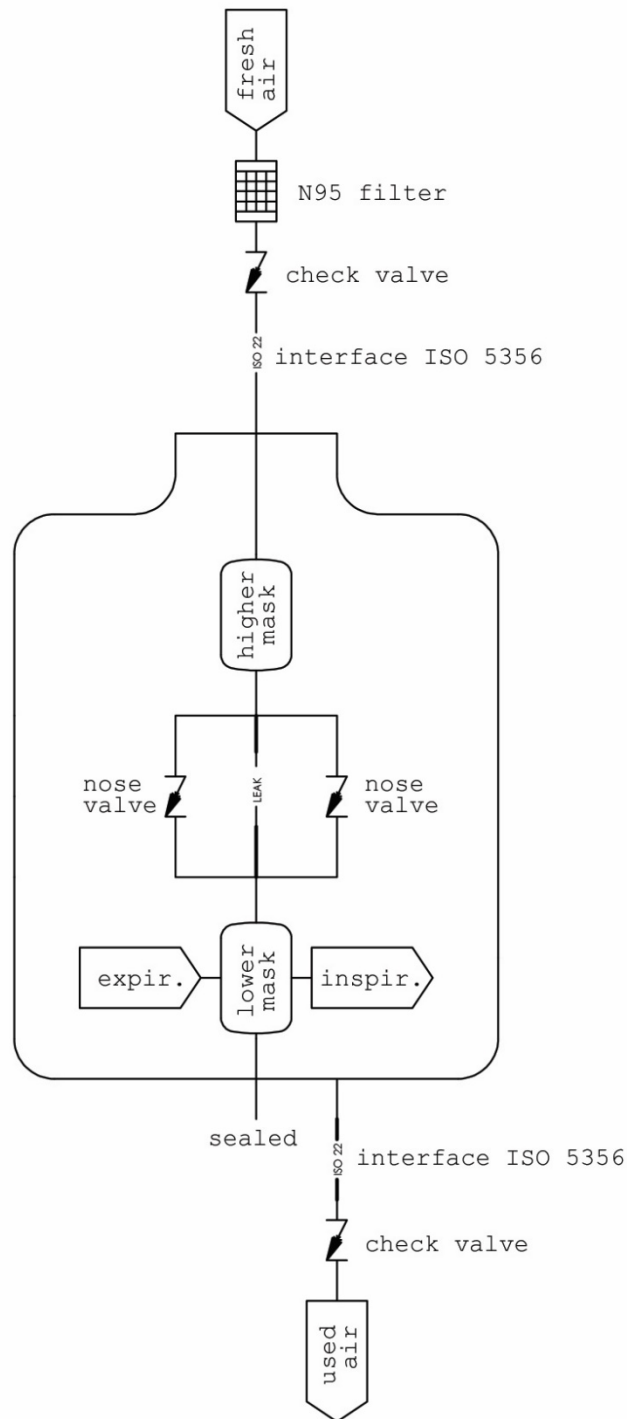 fresh
air
N95 filter
check valve
ISO 22
interface ISO 5356
higher
mask
nose
valve
LEAK
nose
valve
expir.
lower
mask
inspir.
sealed
ISO 22
interface ISO 5356
check valve
used
air